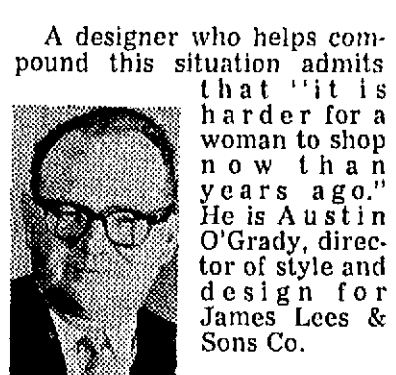 A designer who helps com-
pound this situation admits
that "it is
harder for a
woman to shop
now than
years ago."
He is Austin
O'Grady, direc-
tor of style and
design for
James Lees &
Sons Co.